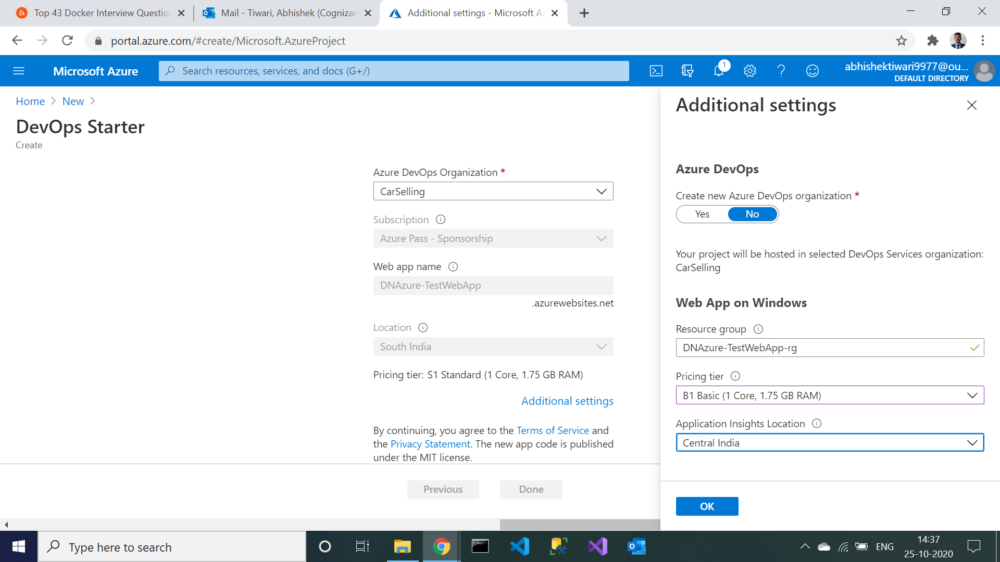 Top 43 Docker Interview Question
Mail - Tiwari, Abhishek (Cognizan
Additional settings - Microsoft Az
portal.azure.com/#create/Microsoft.AzureProject
Microsoft Azure
Search resources, services, and docs (G+/)
1
abhishektiwari9977@ou...
DEFAULT DIRECTORY
Home > New >
DevOps Starter
Create
Azure DevOps Organization *
CarSelling
Subscription
Azure Pass - Sponsorship
Web app name
DNAzure-TestWebApp
.azurewebsites.net
Location
South India
Pricing tier: S1 Standard (1 Core, 1.75 GB RAM)
Additional settings
By continuing, you agree to the Terms of Service and
the Privacy Statement. The new app code is published
under the MIT license.
Previous
Done
Additional settings
Azure DevOps
Create new Azure DevOps organization *
Yes No
Your project will be hosted in selected DevOps Services organization:
CarSelling
Web App on Windows
Resource group
DNAzure-TestWebApp-rg
Pricing tier
B1 Basic (1 Core, 1.75 GB RAM)
Application Insights Location
Central India
OK
Type here to search
ENG
14:37
25-10-2020